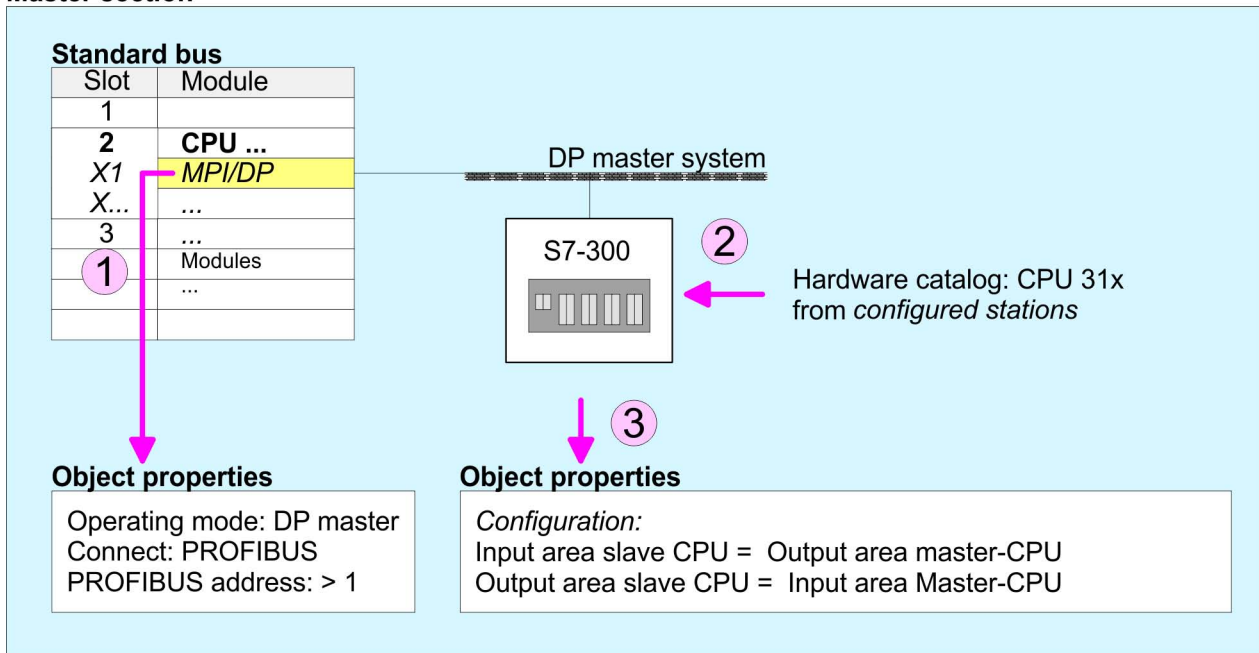 Standard bus
Slot Module
1
2 CPU ...
X1 MPI/DP
X... ...
3 ...
1 Modules
...
DP master system
S7-300
2
Hardware catalog: CPU 31x
from configured stations
3
Object properties
Operating mode: DP master
Connect: PROFIBUS
PROFIBUS address: > 1
Object properties
Configuration:
Input area slave CPU = Output area master-CPU
Output area slave CPU = Input area Master-CPU